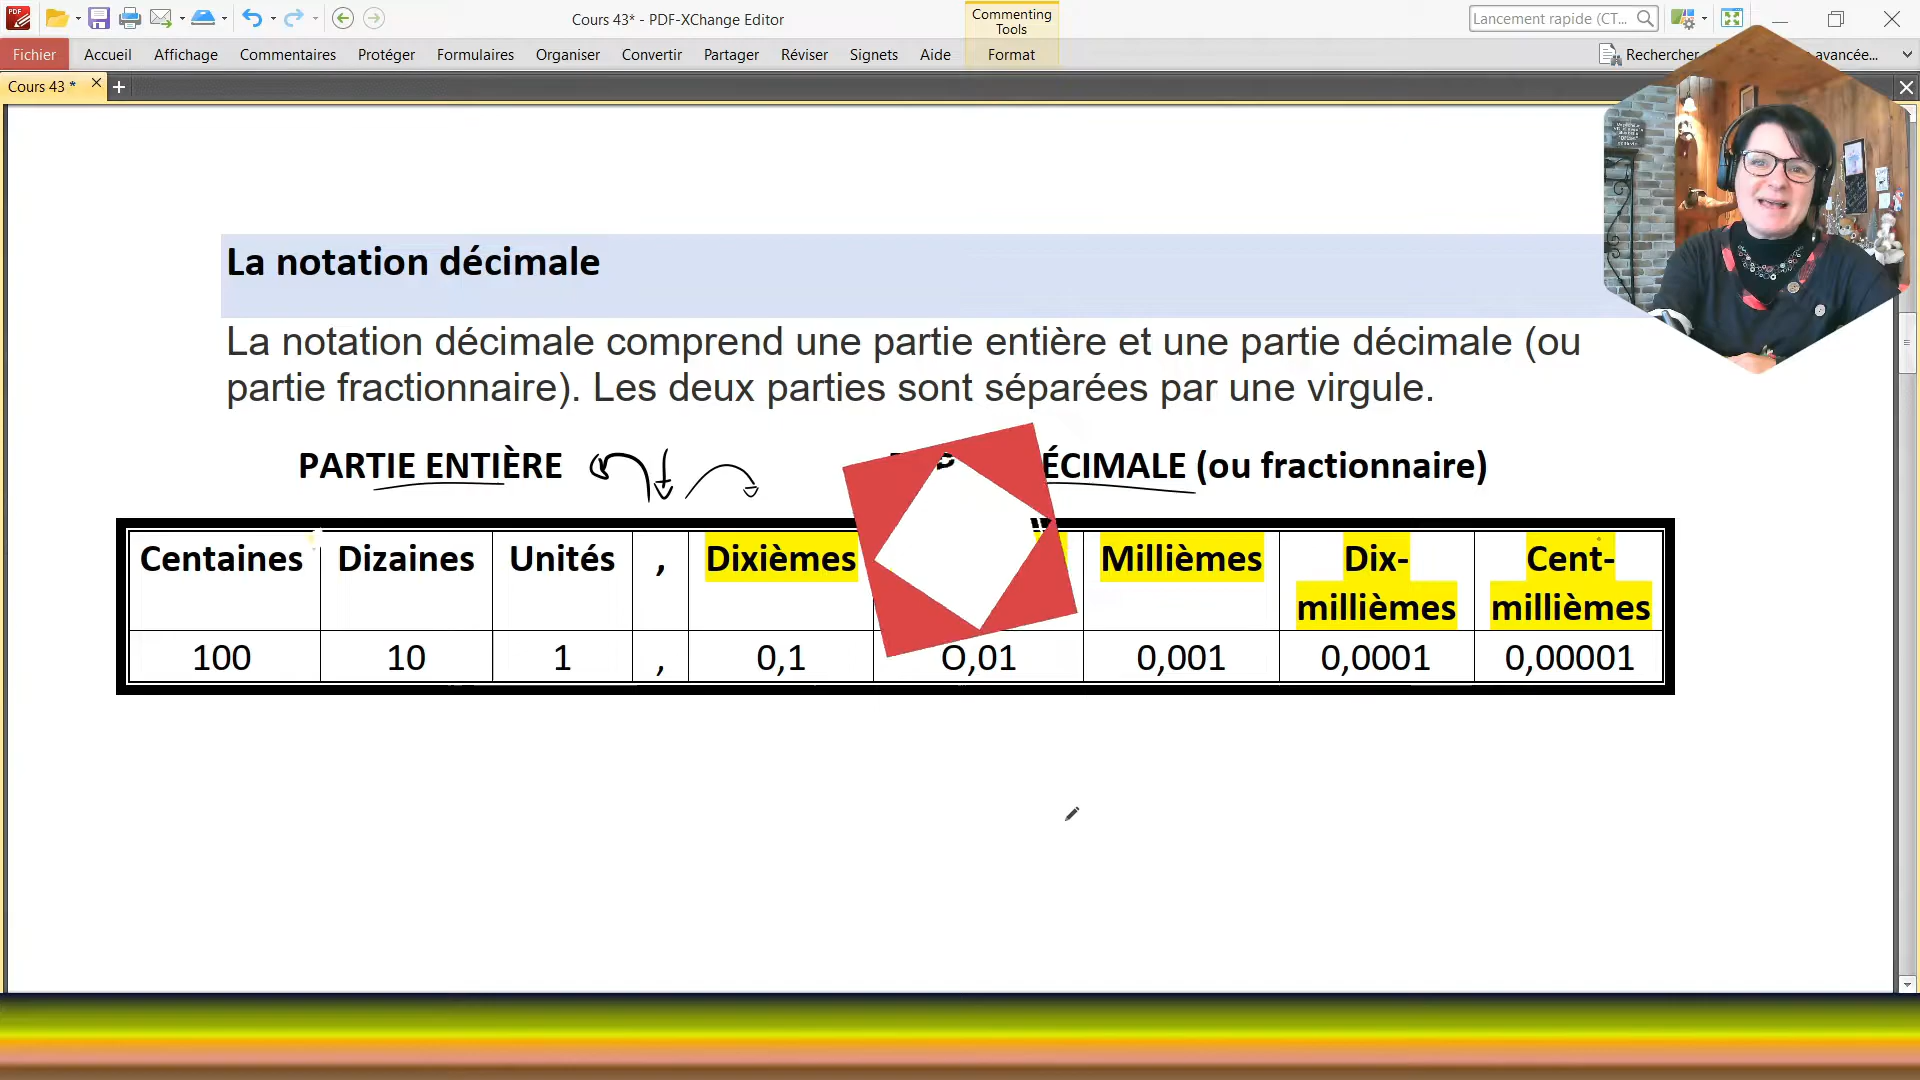 Cours 43* - PDF-XChange Editor
Commenting
Tools
Lancement rapide (CT...
Fichier Accueil Affichage Commentaires Protéger Formulaires Organiser Convertir Partager Réviser Signets Aide Format Rechercher avancée...
Cours 43 *
La notation décimale
La notation décimale comprend une partie entière et une partie décimale (ou
partie fractionnaire). Les deux parties sont séparées par une virgule.
PARTIE ENTIÈRE ÉCIMALE (ou fractionnaire)
Centaines Dizaines Unités , Dixièmes Millièmes Dix-
millièmes Cent-
millièmes
100 10 1 , 0,1 O,01 0,001 0,0001 0,00001